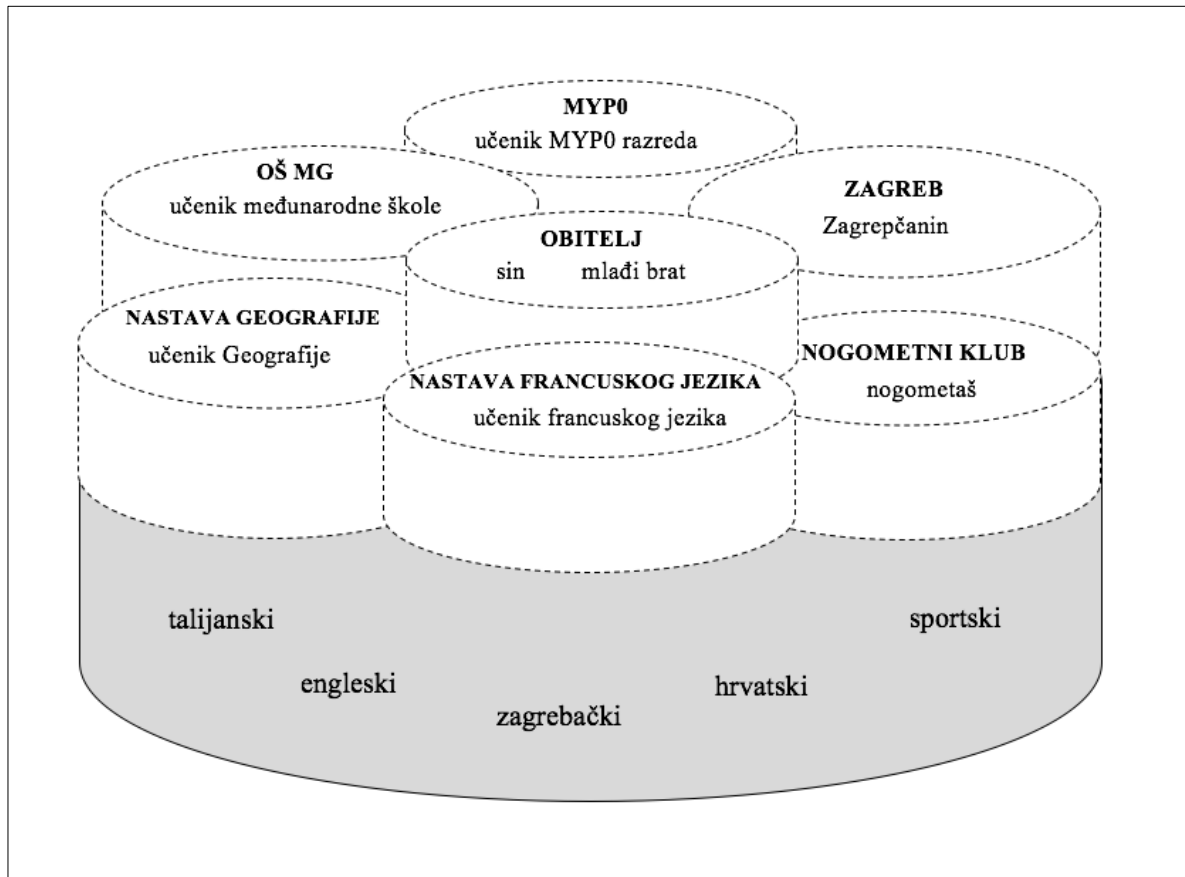 MYP0
učenik MYP0 razreda
OŠ MG
učenik međunarodne škole
ZAGREB
Zagrepčanin
OBITELJ
sin mlađi brat
NASTAVA GEOGRAFIJE
učenik Geografije
NOGOMETNI KLUB
nogometaš
NASTAVA FRANCUSKOG JEZIKA
učenik francuskog jezika
talijanski
sportski
engleski
hrvatski
zagrebački